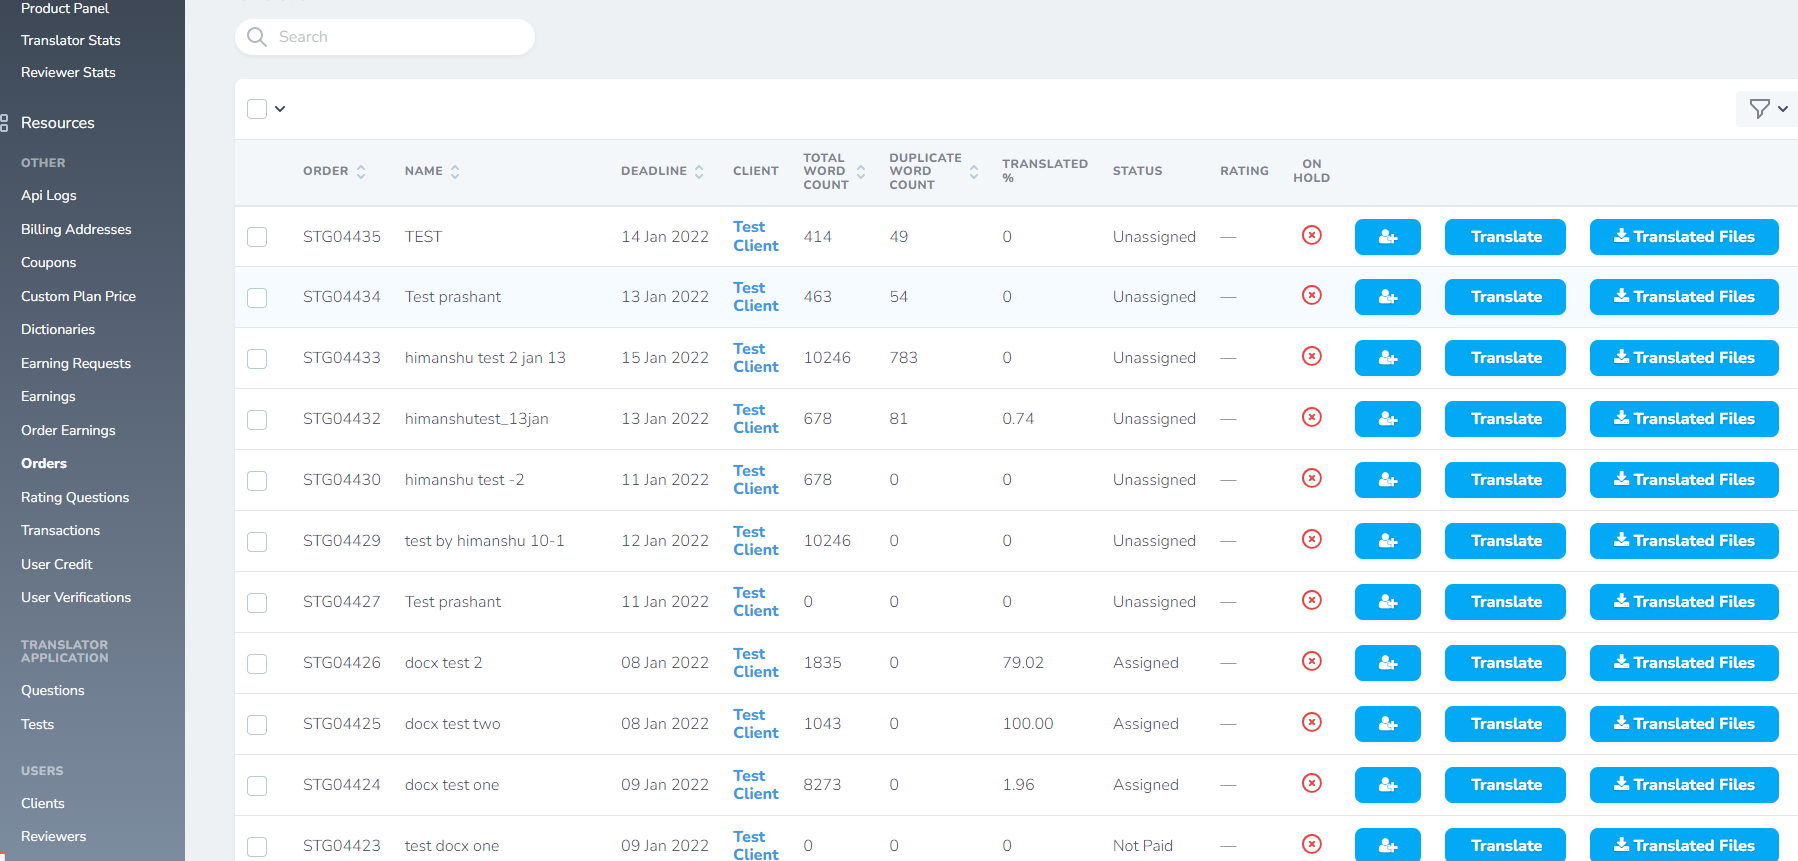 Product Panel
Translator Stats
Reviewer Stats
Resources
OTHER
Api Logs
Billing Addresses
Coupons
Custom Plan Price
Dictionaries
Earning Requests
Earnings
Order Earnings
Orders
Rating Questions
Transactions
User Credit
User Verifications
TRANSLATOR
APPLICATION
Questions
Tests
USERS
Clients
Reviewers
Search
ORDER NAME DEADLINE CLIENT TOTAL WORD COUNT DUPLICATE WORD COUNT TRANSLATED % STATUS RATING ON HOLD
STG04435 TEST 14 Jan 2022 Test Client 414 49 0 Unassigned — Translate Translated Files
STG04434 Test prashant 13 Jan 2022 Test Client 463 54 0 Unassigned — Translate Translated Files
STG04433 himanshu test 2 jan 13 15 Jan 2022 Test Client 10246 783 0 Unassigned — Translate Translated Files
STG04432 himanshutest_13jan 13 Jan 2022 Test Client 678 81 0.74 Unassigned — Translate Translated Files
STG04430 himanshu test -2 11 Jan 2022 Test Client 678 0 0 Unassigned — Translate Translated Files
STG04429 test by himanshu 10-1 12 Jan 2022 Test Client 10246 0 0 Unassigned — Translate Translated Files
STG04427 Test prashant 11 Jan 2022 Test Client 0 0 0 Unassigned — Translate Translated Files
STG04426 docx test 2 08 Jan 2022 Test Client 1835 0 79.02 Assigned — Translate Translated Files
STG04425 docx test two 08 Jan 2022 Test Client 1043 0 100.00 Assigned — Translate Translated Files
STG04424 docx test one 09 Jan 2022 Test Client 8273 0 1.96 Assigned — Translate Translated Files
STG04423 test docx one 09 Jan 2022 Test Client 0 0 0 Not Paid — Translate Translated Files